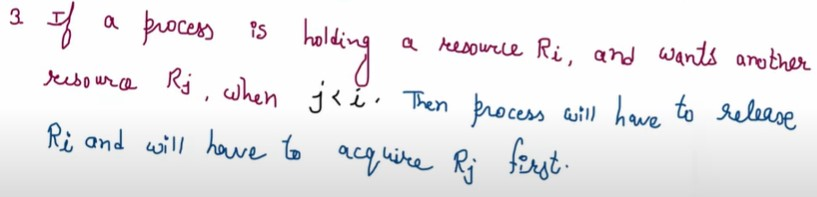 3. If a process is holding a resource Ri, and wants another
resource Rj, when j<i. Then process will have to release
Ri and will have to acquire Rj first.